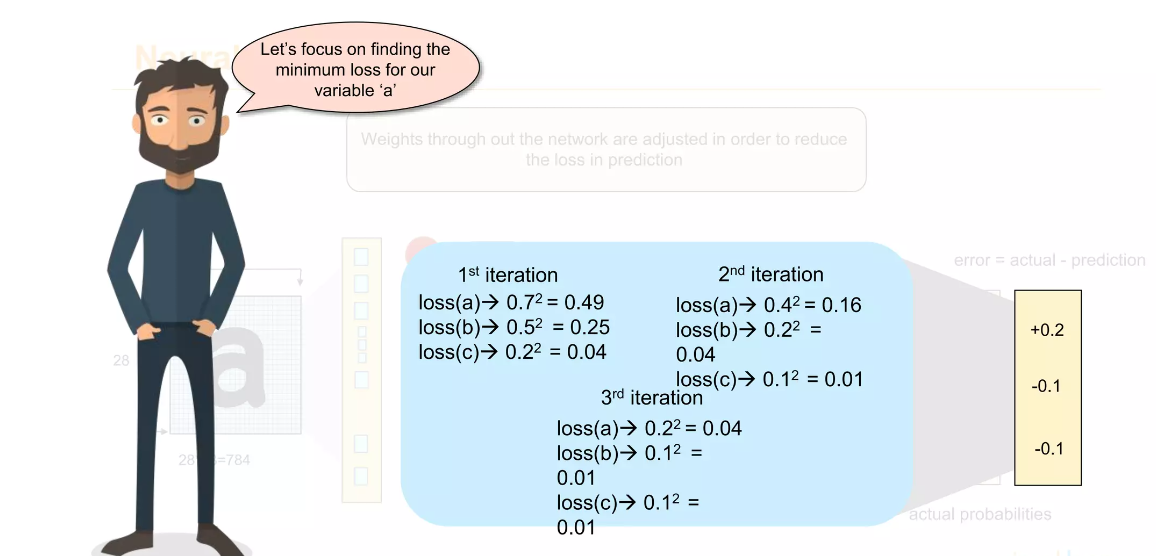 Let's focus on finding the
minimum loss for our
variable 'a'
Weights through out the network are adjusted in order to reduce
the loss in prediction
1st iteration
loss(a)→ 0.7² = 0.49
loss(b)→ 0.5² = 0.25
loss(c)→ 0.2² = 0.04
2nd iteration
loss(a)→ 0.4² = 0.16
loss(b)→ 0.2² =
0.04
loss(c)→ 0.1² = 0.01
3rd iteration
loss(a)→ 0.2² = 0.04
loss(b)→ 0.1² =
0.01
loss(c)→ 0.1² =
0.01
error = actual - prediction
+0.2
-0.1
-0.1
actual probabilities
28
a
=784